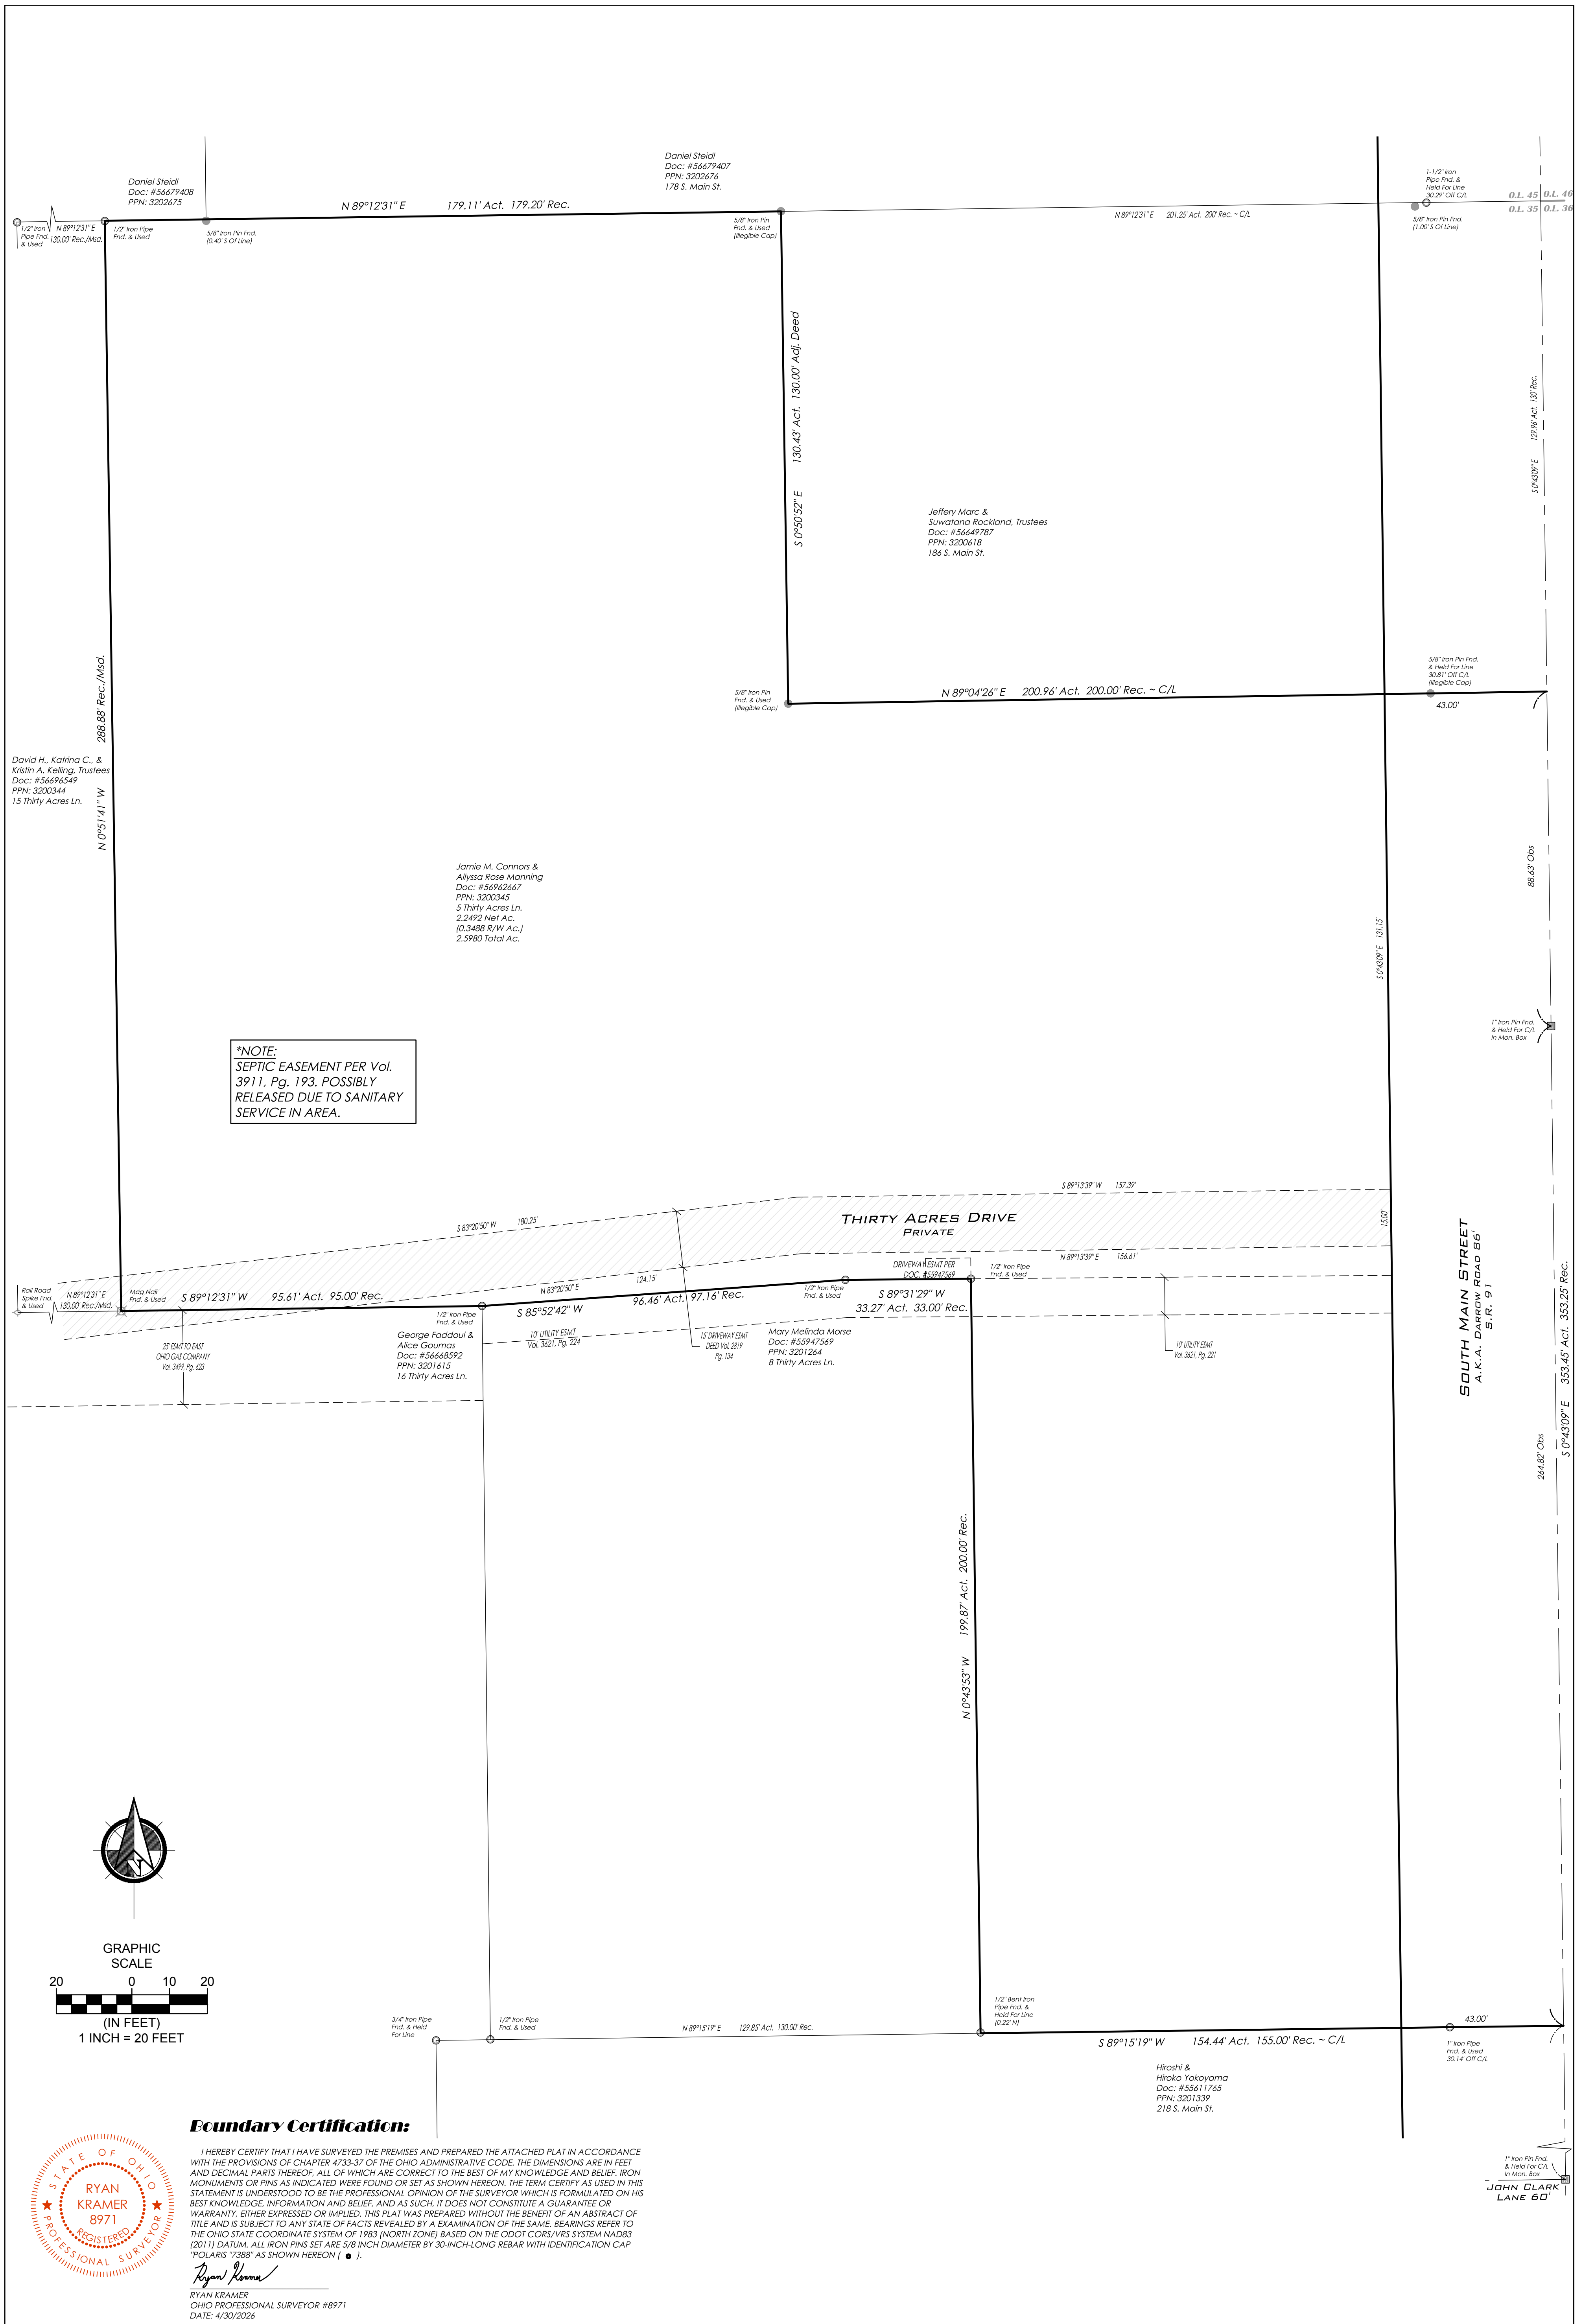 Daniel Steidl
Doc: #56679407
PPN: 3202676
178 S. Main St.
Daniel Steidl
Doc: #56679408
PPN: 3202675
N 89°12'31" E 179.11' Act. 179.20' Rec.
1-1/2" Iron
Pipe Fnd. &
Held For Line
30.29' Off C/L
O.L. 45 O.L. 46
O.L. 35 O.L. 36
1/2" Iron
Pipe Fnd.
& Used
N 89°12'31" E
130.00' Rec./Msd.
1/2" Iron Pipe
Fnd. & Used
5/8" Iron Pin Fnd.
(0.40' S Of Line)
5/8" Iron Pin
Fnd. & Used
(Illegible Cap)
N 89°12'31" E 201.25' Act. 200' Rec. ~ C/L
5/8" Iron Pin Fnd.
(1.00' S Of Line)
S 0°50'52" E 130.43' Act. 130.00' Adj. Deed
S 0°43'09" E 129.96' Act. 130' Rec.
Jeffery Marc &
Suwatana Rockland, Trustees
Doc: #56649787
PPN: 3200618
186 S. Main St.
5/8" Iron Pin Fnd.
& Held For Line
30.81' Off C/L
(Illegible Cap)
5/8" Iron Pin
Fnd. & Used
(Illegible Cap)
N 89°04'26" E 200.96' Act. 200.00' Rec. ~ C/L
43.00'
N 0°51'41" W 288.88' Rec./Msd.
David H., Katrina C., &
Kristin A. Kelling, Trustees
Doc: #56696549
PPN: 3200344
15 Thirty Acres Ln.
Jamie M. Connors &
Allyssa Rose Manning
Doc: #56962667
PPN: 3200345
5 Thirty Acres Ln.
2.2492 Net Ac.
(0.3488 R/W Ac.)
2.5980 Total Ac.
88.63' Obs
S 0°43'09" E 131.15'
1" Iron Pin Fnd.
& Held For C/L
In Mon. Box
*NOTE:
SEPTIC EASEMENT PER Vol.
3911, Pg. 193. POSSIBLY
RELEASED DUE TO SANITARY
SERVICE IN AREA.
S 89°13'39" W 157.39'
S 83°20'50" W 180.25'
THIRTY ACRES DRIVE
PRIVATE
15.00'
N 89°13'39" E 156.61'
DRIVEWAY ESMT PER
DOC. #55947569
1/2" Iron Pipe
Fnd. & Used
SOUTH MAIN STREET
A.K.A. DARROW ROAD 86'
S.R. 91
S 0°43'09" E 353.45' Act. 353.25' Rec.
264.82' Obs
Rail Road
Spike Fnd.
& Used
N 89°12'31" E
130.00' Rec./Msd.
Mag Nail
Fnd. & Used
S 89°12'31" W 95.61' Act. 95.00' Rec.
N 83°20'50" E 124.15'
1/2" Iron Pipe
Fnd. & Used
S 85°52'42" W 96.46' Act. 97.16' Rec.
1/2" Iron Pipe
Fnd. & Used
S 89°31'29" W
33.27' Act. 33.00' Rec.
25' ESMT TO EAST
OHIO GAS COMPANY
Vol. 3499, Pg. 623
George Faddoul &
Alice Goumas
Doc: #56668592
PPN: 3201615
16 Thirty Acres Ln.
10' UTILITY ESMT
Vol. 3621, Pg. 224
15' DRIVEWAY ESMT
DEED Vol. 2819
Pg. 134
Mary Melinda Morse
Doc: #55947569
PPN: 3201264
8 Thirty Acres Ln.
10' UTILITY ESMT
Vol. 3621, Pg. 221
N 0°43'53" W 199.87' Act. 200.00' Rec.
N
GRAPHIC
SCALE
20 0 10 20
(IN FEET)
1 INCH = 20 FEET
3/4" Iron Pipe
Fnd. & Held
For Line
1/2" Iron Pipe
Fnd. & Used
N 89°15'19" E 129.85' Act. 130.00' Rec.
1/2" Bent Iron
Pipe Fnd. &
Held For Line
(0.22' N)
S 89°15'19" W 154.44' Act. 155.00' Rec. ~ C/L
43.00'
1" Iron Pipe
Fnd. & Used
30.14' Off C/L
Hiroshi &
Hiroko Yokoyama
Doc: #55611765
PPN: 3201339
218 S. Main St.
1" Iron Pin Fnd.
& Held For C/L
In Mon. Box
JOHN CLARK
LANE 60'
Boundary Certification:
I HEREBY CERTIFY THAT I HAVE SURVEYED THE PREMISES AND PREPARED THE ATTACHED PLAT IN ACCORDANCE
WITH THE PROVISIONS OF CHAPTER 4733-37 OF THE OHIO ADMINISTRATIVE CODE. THE DIMENSIONS ARE IN FEET
AND DECIMAL PARTS THEREOF, ALL OF WHICH ARE CORRECT TO THE BEST OF MY KNOWLEDGE AND BELIEF. IRON
MONUMENTS OR PINS AS INDICATED WERE FOUND OR SET AS SHOWN HEREON. THE TERM CERTIFY AS USED IN THIS
STATEMENT IS UNDERSTOOD TO BE THE PROFESSIONAL OPINION OF THE SURVEYOR WHICH IS FORMULATED ON HIS
BEST KNOWLEDGE, INFORMATION AND BELIEF, AND AS SUCH, IT DOES NOT CONSTITUTE A GUARANTEE OR
WARRANTY, EITHER EXPRESSED OR IMPLIED. THIS PLAT WAS PREPARED WITHOUT THE BENEFIT OF AN ABSTRACT OF
TITLE AND IS SUBJECT TO ANY STATE OF FACTS REVEALED BY A EXAMINATION OF THE SAME. BEARINGS REFER TO
THE OHIO STATE COORDINATE SYSTEM OF 1983 (NORTH ZONE) BASED ON THE ODOT CORS/VRS SYSTEM NAD83
(2011) DATUM. ALL IRON PINS SET ARE 5/8 INCH DIAMETER BY 30-INCH-LONG REBAR WITH IDENTIFICATION CAP
"POLARIS "7388" AS SHOWN HEREON ( ).
Ryan Kramer
RYAN KRAMER
OHIO PROFESSIONAL SURVEYOR #8971
DATE: 4/30/2026
STATE OF OHIO
RYAN
KRAMER
8971
REGISTERED
PROFESSIONAL SURVEYOR